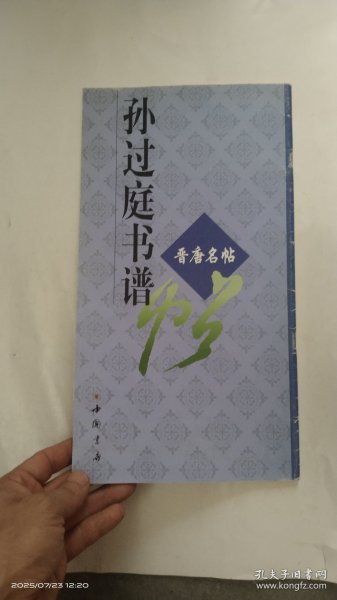 孙过庭书谱
晋唐名帖
帖
中国书店
2025/07/23 12:20
孔夫子旧书网
www.kongfz.com